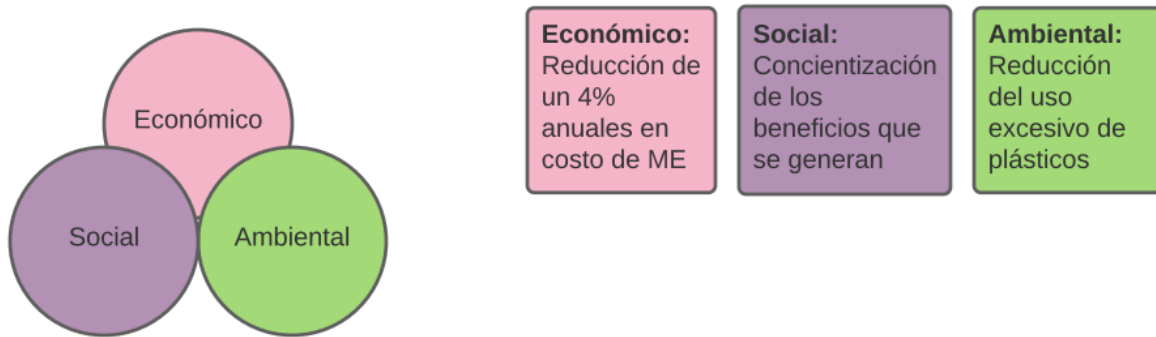 Económico
Social
Ambiental
Económico:
Reducción de
un 4%
anuales en
costo de ME
Social:
Concientización
de los
beneficios que
se generan
Ambiental:
Reducción
del uso
excesivo de
plásticos